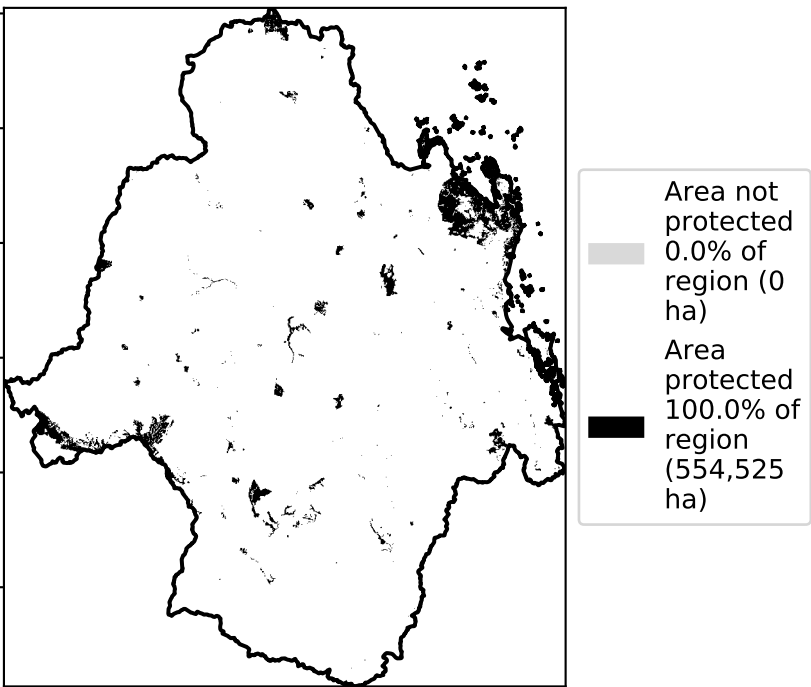 Area not
protected
0.0% of
region (0
ha)
Area
protected
100.0% of
region
(554,525
ha)